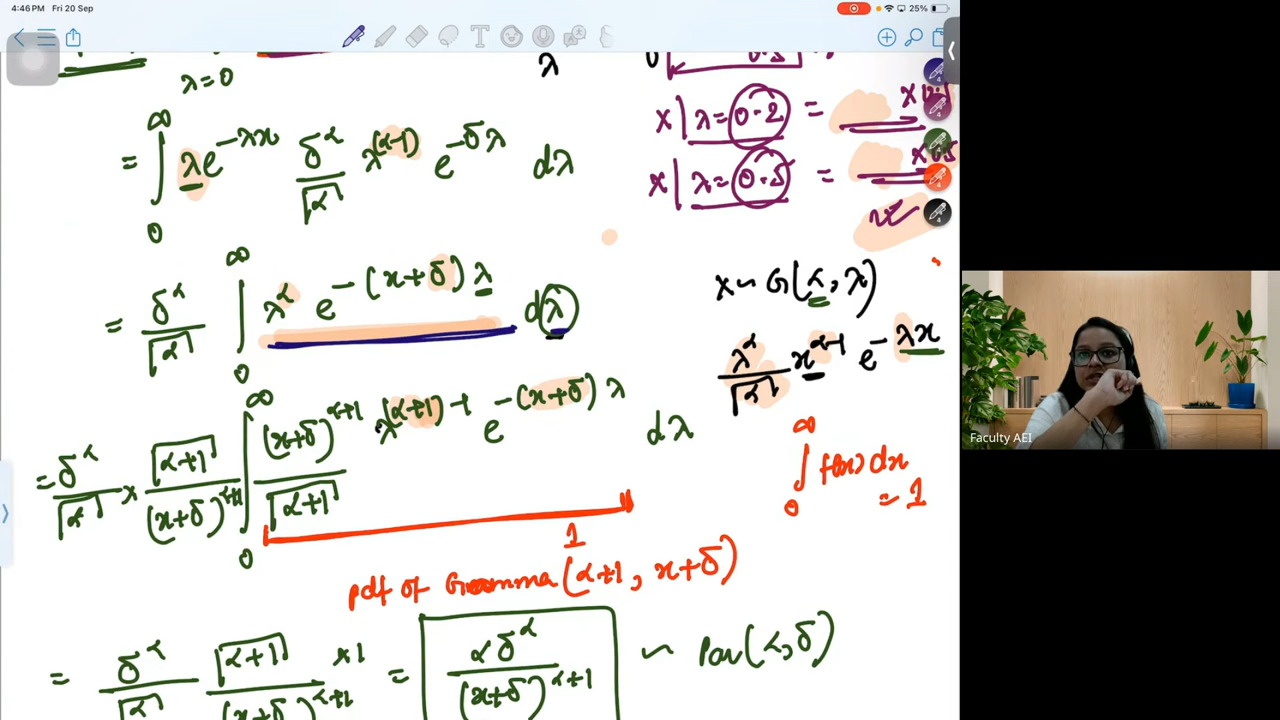 4:46 PM Fri 20 Sep
25%
λ=0
λ
= ∫₀^∞ λe^(-λx) δ^α/Γα λ^(α-1) e^(-δλ) dλ
x|λ=0.2 =
x|λ=0.5 =
= δ^α/Γα ∫₀^∞ λ^α e^(-(x+δ)λ) dλ
x ~ G(α, λ)
λ^α/Γα x^(α-1) e^(-λx)
= δ^α/Γα × Γ(α+1)/(x+δ)^(α+1) ∫₀^∞ (x+δ)^(α+1)/Γ(α+1) λ^((α+1)-1) e^(-(x+δ)λ) dλ
∫₀^∞ f(x) dx = 1
1
pdf of Gamma(α+1, x+δ)
= δ^α/Γα Γ(α+1)/(x+δ)^(α+1) ×1 = αδ^α/(x+δ)^(α+1) ~ Par(α, δ)
Faculty AEI